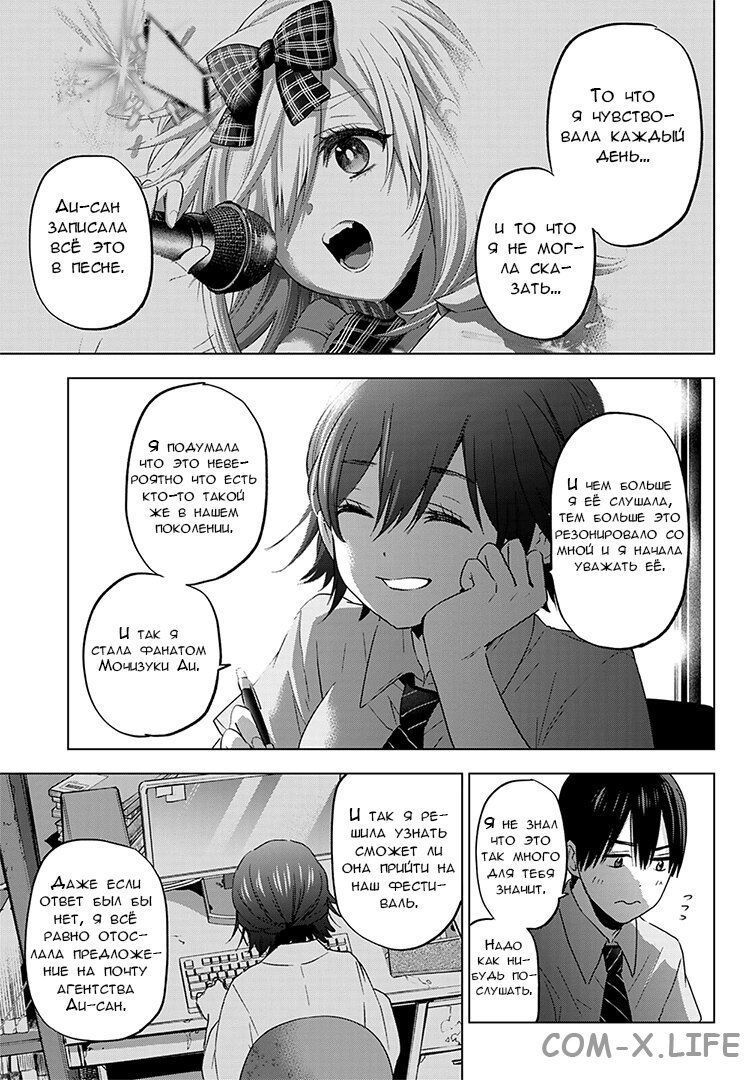 То что
я чувство-
вала каждый
день...
и то что
я не мог-
ла ска-
зать...
Аи-сан
записала
всё это
в песне.
И чем больше
я её слушала,
тем больше это
резонировало со
мной и я начала
уважать её.
Я подумала
что это неве-
роятно что есть
кто-то такой
же в нашем
поколении.
И так я
стала фанатом
Мочизуки Аи.
Я не знал
что это
так много
для тебя
значит.
Надо
как ни-
будь по-
слушать.
И так я ре-
шила узнать
сможет ли
она прийти на
наш фести-
валь.
Даже если
ответ был бы
нет, я всё
равно отос-
лала предложе-
ние на почту
агентства
Аи-сан.
COM-X.LIFE